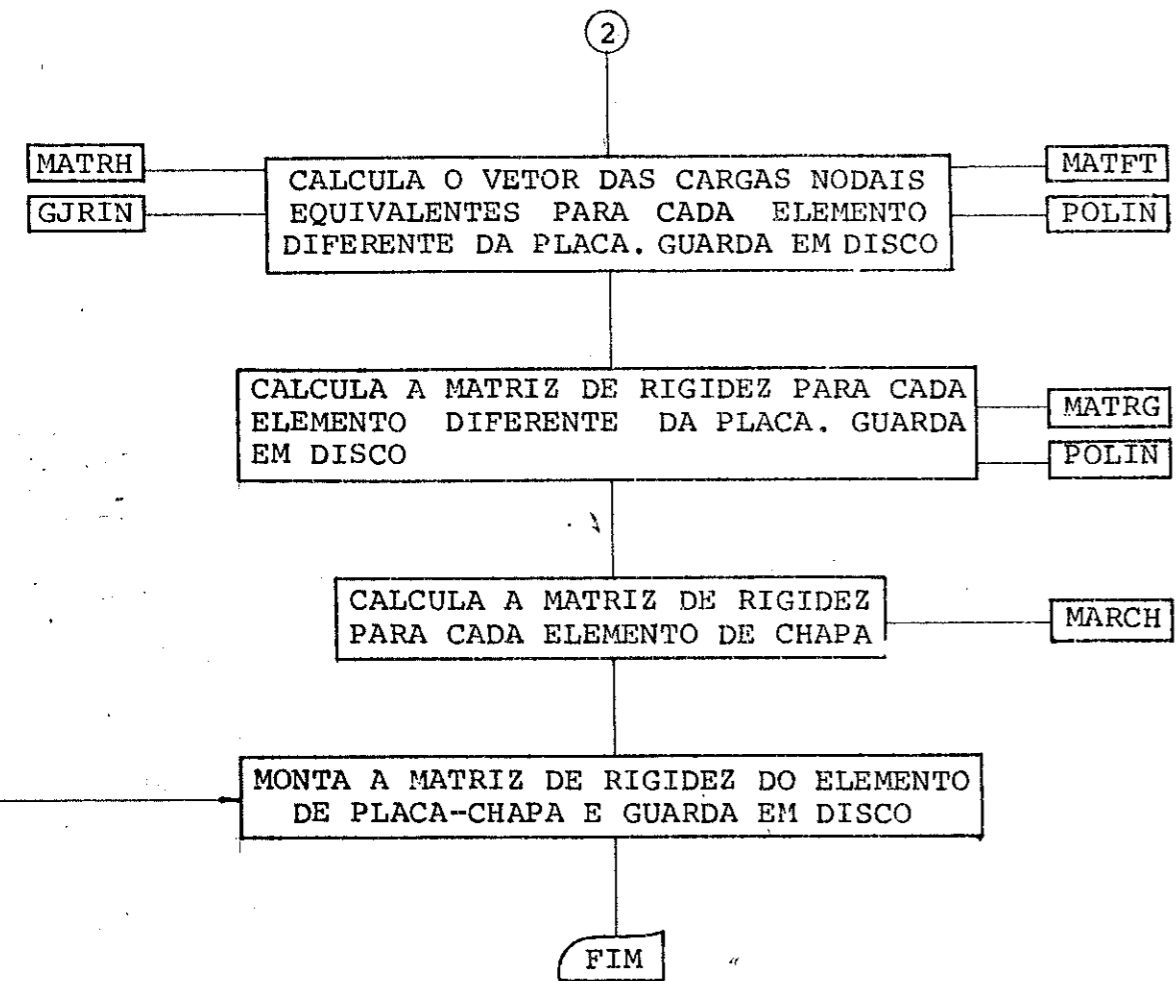 2
MATRH
GJRIN
CALCULA O VETOR DAS CARGAS NODAIS
EQUIVALENTES PARA CADA ELEMENTO
DIFERENTE DA PLACA. GUARDA EM DISCO
MATFT
POLIN
CALCULA A MATRIZ DE RIGIDEZ PARA CADA
ELEMENTO DIFERENTE DA PLACA. GUARDA
EM DISCO
MATRG
POLIN
CALCULA A MATRIZ DE RIGIDEZ
PARA CADA ELEMENTO DE CHAPA
MARCH
MONTA A MATRIZ DE RIGIDEZ DO ELEMENTO
DE PLACA--CHAPA E GUARDA EM DISCO
FIM